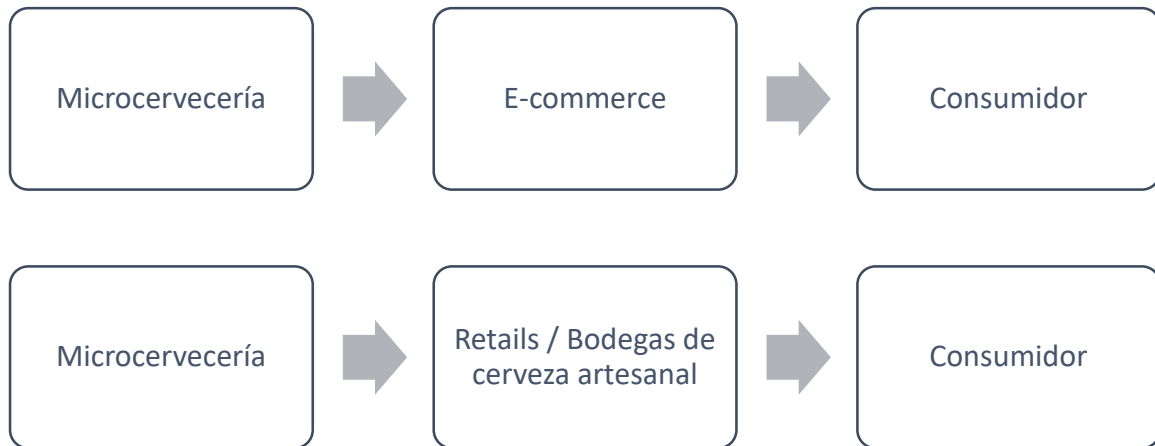 Microcervecería
E-commerce
Consumidor
Microcervecería
Retails / Bodegas de
cerveza artesanal
Consumidor